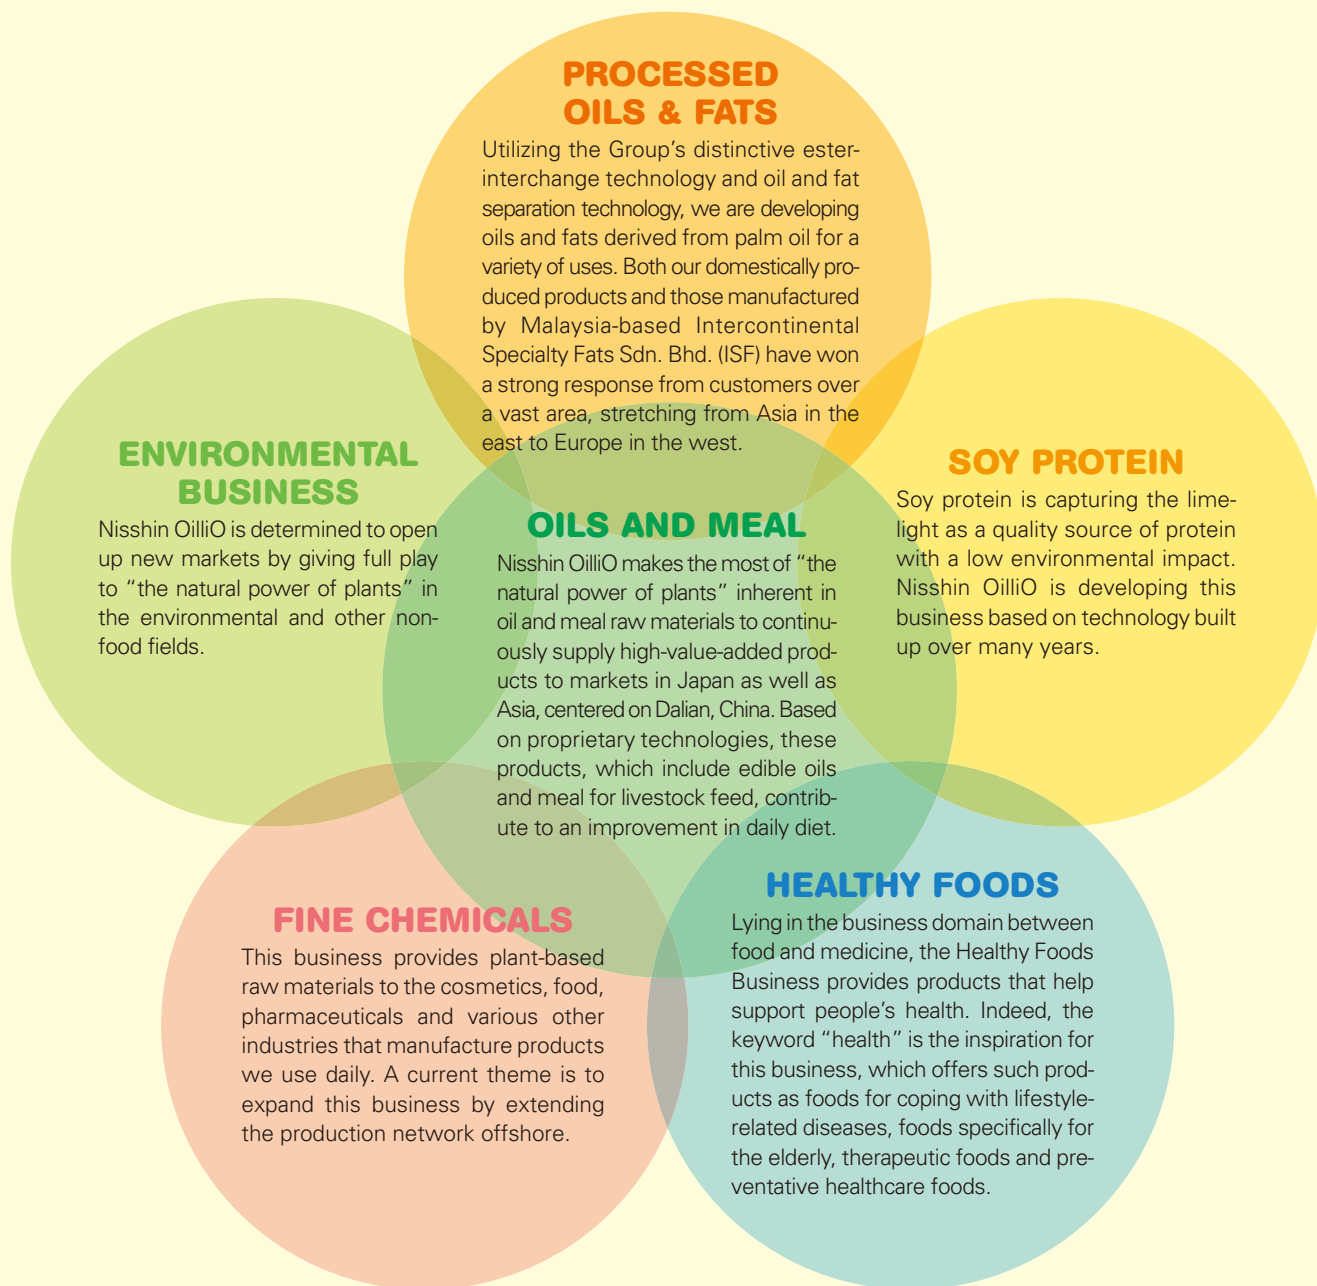 PROCESSED
OILS & FATS
Utilizing the Group's distinctive ester-
interchange technology and oil and fat
separation technology, we are developing
oils and fats derived from palm oil for a
variety of uses. Both our domestically pro-
duced products and those manufactured
by Malaysia-based Intercontinental
Specialty Fats Sdn. Bhd. (ISF) have won
a strong response from customers over
a vast area, stretching from Asia in the
east to Europe in the west.
ENVIRONMENTAL
BUSINESS
Nisshin OilliO is determined to open
up new markets by giving full play
to “the natural power of plants” in
the environmental and other non-
food fields.
OILS AND MEAL
Nisshin OilliO makes the most of “the
natural power of plants” inherent in
oil and meal raw materials to continu-
ously supply high-value-added prod-
ucts to markets in Japan as well as
Asia, centered on Dalian, China. Based
on proprietary technologies, these
products, which include edible oils
and meal for livestock feed, contrib-
ute to an improvement in daily diet.
SOY PROTEIN
Soy protein is capturing the lime-
light as a quality source of protein
with a low environmental impact.
Nisshin OilliO is developing this
business based on technology built
up over many years.
FINE CHEMICALS
This business provides plant-based
raw materials to the cosmetics, food,
pharmaceuticals and various other
industries that manufacture products
we use daily. A current theme is to
expand this business by extending
the production network offshore.
HEALTHY FOODS
Lying in the business domain between
food and medicine, the Healthy Foods
Business provides products that help
support people's health. Indeed, the
keyword “health” is the inspiration for
this business, which offers such prod-
ucts as foods for coping with lifestyle-
related diseases, foods specifically for
the elderly, therapeutic foods and pre-
ventative healthcare foods.